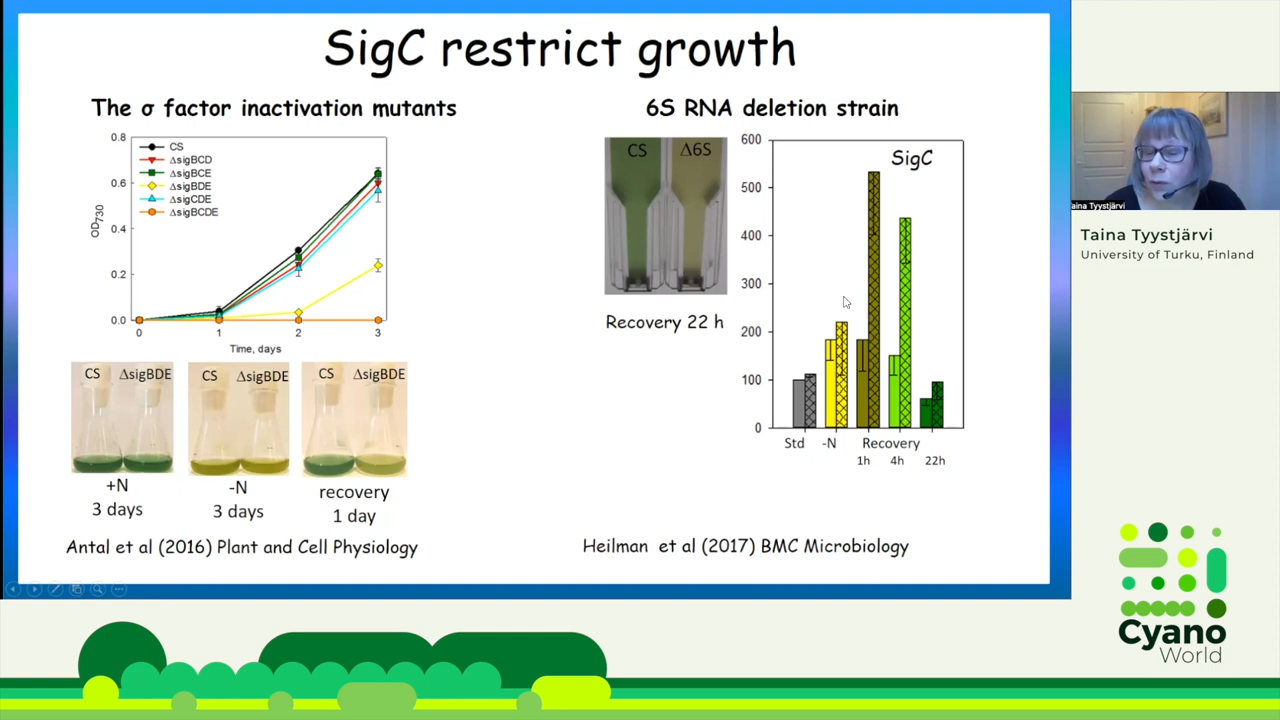 SigC restrict growth
The σ factor inactivation mutants
0.8
0.6
0.4
0.2
0.0
OD730
CS
ΔsigBCD
ΔsigBCE
ΔsigBDE
ΔsigCDE
ΔsigBCDE
0 1 2 3
Time, days
CS ΔsigBDE
CS ΔsigBDE
CS ΔsigBDE
+N
3 days
-N
3 days
recovery
1 day
Antal et al (2016) Plant and Cell Physiology
6S RNA deletion strain
CS Δ6S
Recovery 22 h
600
500
400
300
200
100
0
SigC
Std -N Recovery
1h 4h 22h
Heilman et al (2017) BMC Microbiology
aina Tyystjärvi
Taina Tyystjärvi
University of Turku, Finland
Cyano
World